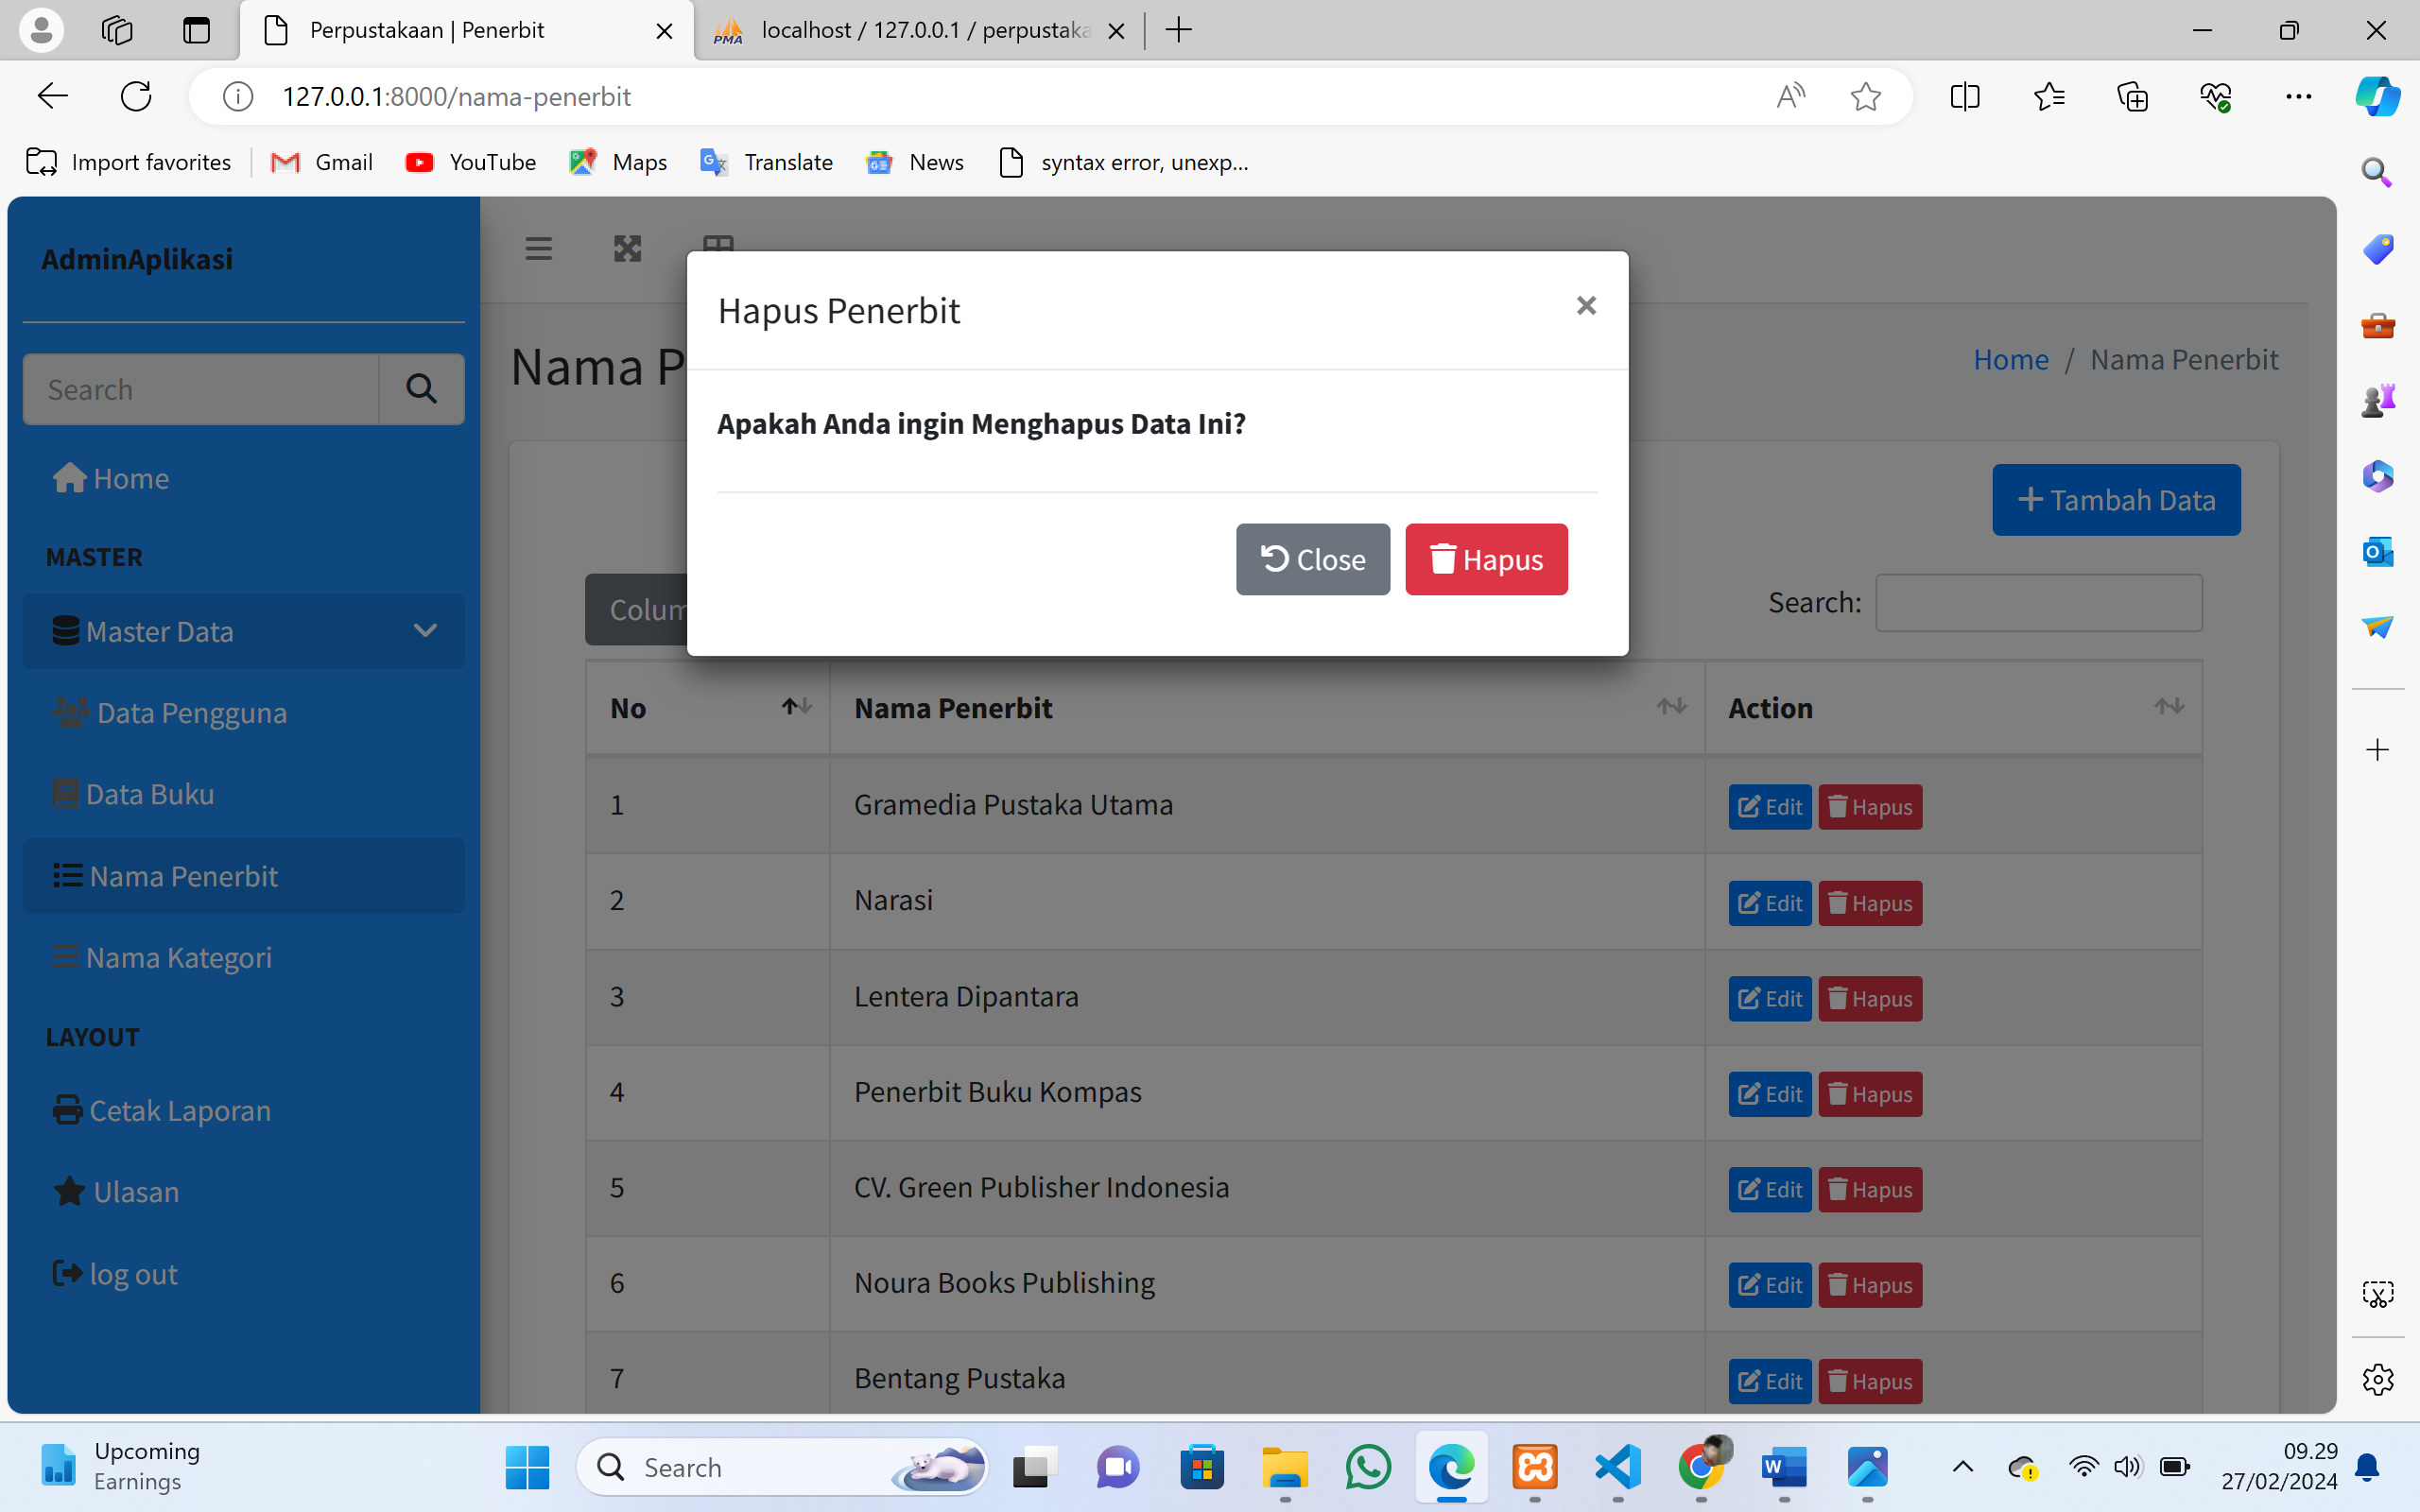 Perpustakaan | Penerbit
localhost / 127.0.0.1 / perpustaka
127.0.0.1:8000/nama-penerbit
Import favorites
Gmail
YouTube
Maps
Translate
News
syntax error, unexp...
AdminAplikasi
Search
Home
MASTER
Master Data
Data Pengguna
Data Buku
Nama Penerbit
Nama Kategori
LAYOUT
Cetak Laporan
Ulasan
log out
Nama P
Home / Nama Penerbit
Hapus Penerbit
×
Apakah Anda ingin Menghapus Data Ini?
Close
Hapus
+ Tambah Data
Colum
Search:
No Nama Penerbit Action
1 Gramedia Pustaka Utama Edit Hapus
2 Narasi Edit Hapus
3 Lentera Dipantara Edit Hapus
4 Penerbit Buku Kompas Edit Hapus
5 CV. Green Publisher Indonesia Edit Hapus
6 Noura Books Publishing Edit Hapus
7 Bentang Pustaka Edit Hapus
Upcoming
Earnings
Search
09.29
27/02/2024